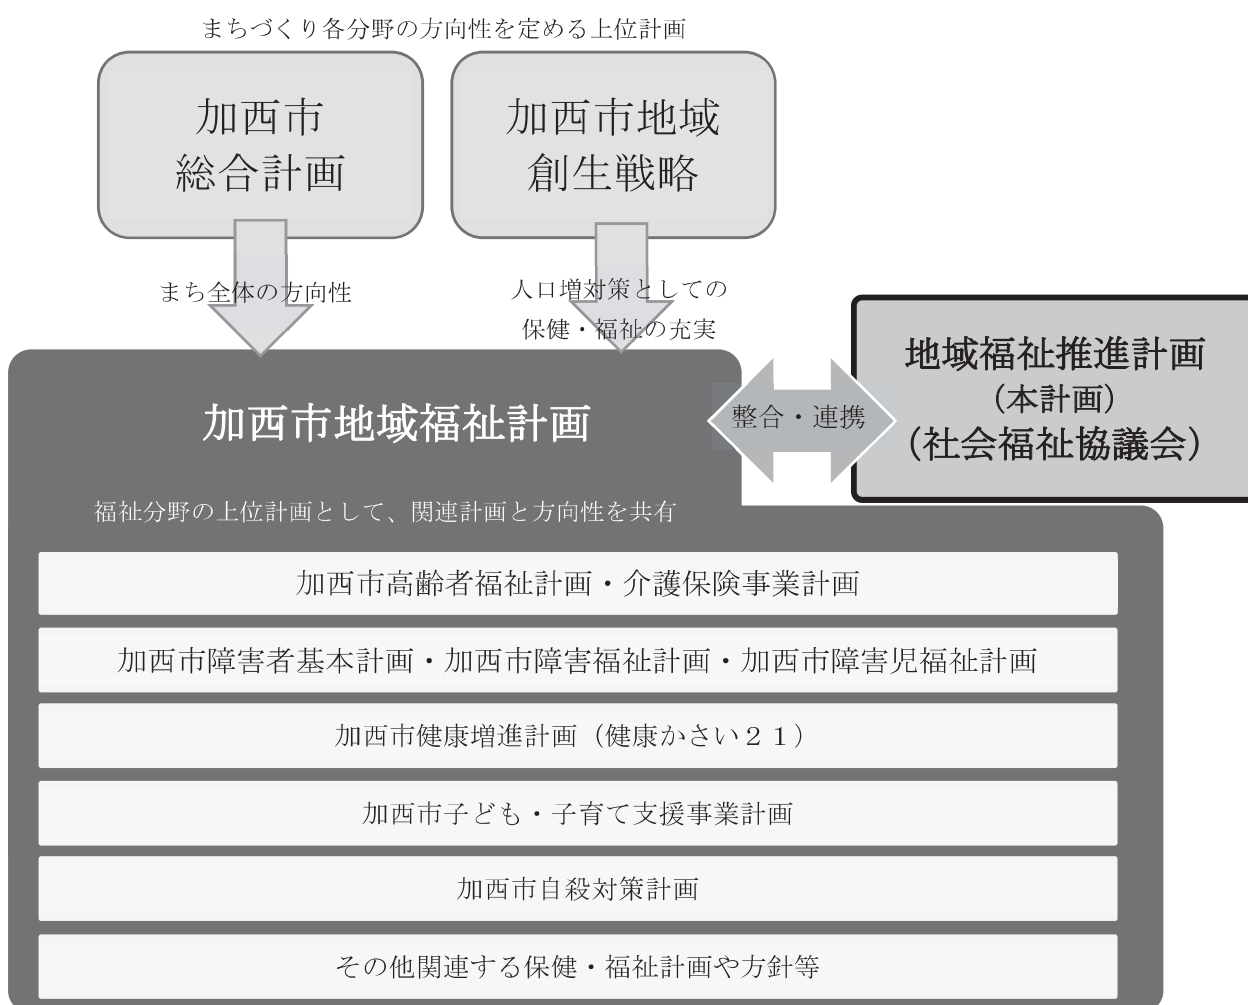 まちづくり各分野の方向性を定める上位計画
加西市
総合計画
加西市地域
創生戦略
まち全体の方向性
人口増対策としての
保健・福祉の充実
加西市地域福祉計画
整合・連携
地域福祉推進計画
（本計画）
（社会福祉協議会）
福祉分野の上位計画として、関連計画と方向性を共有
加西市高齢者福祉計画・介護保険事業計画
加西市障害者基本計画・加西市障害福祉計画・加西市障害児福祉計画
加西市健康増進計画（健康かさい２１）
加西市子ども・子育て支援事業計画
加西市自殺対策計画
その他関連する保健・福祉計画や方針等